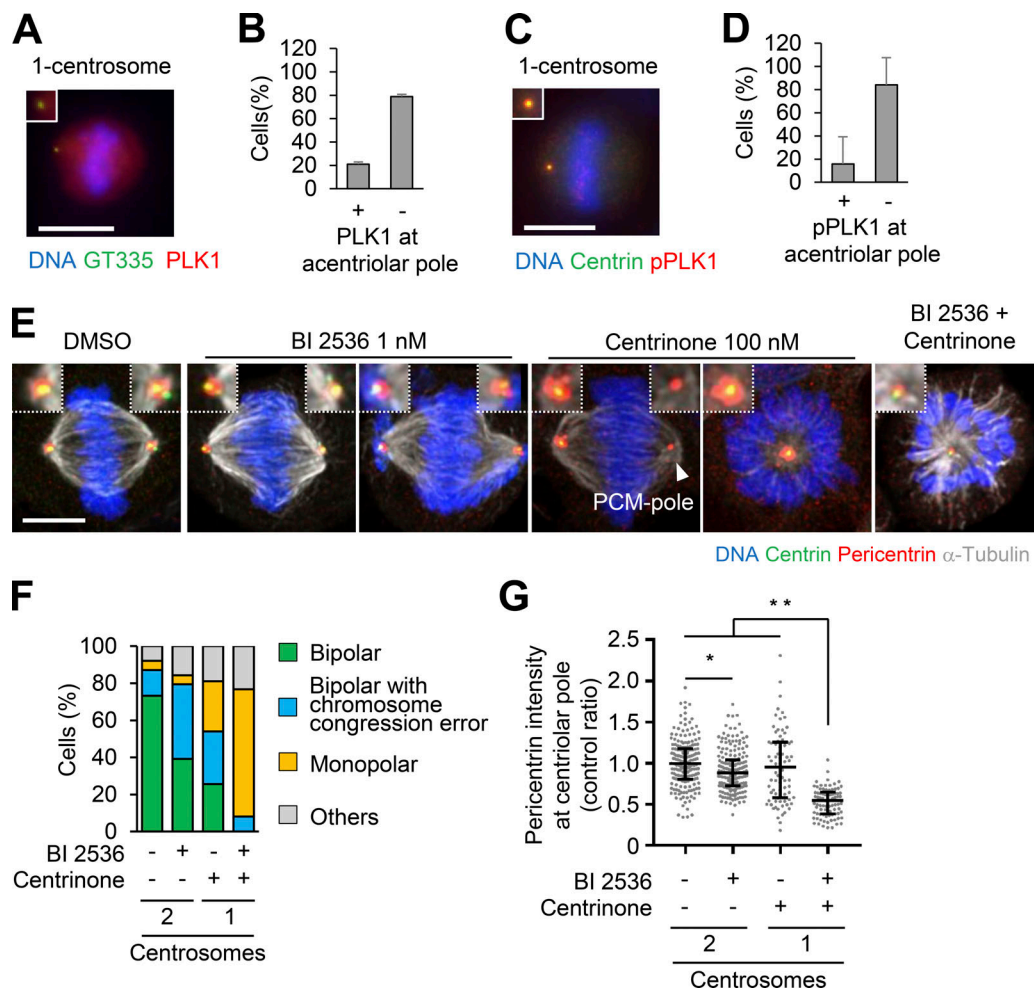 A
1-centrosome
DNA GT335 PLK1
B
Cells(%)
120
100
80
60
40
20
0
+ -
PLK1 at
acentriolar pole
C
1-centrosome
DNA Centrin pPLK1
D
Cells (%)
120
100
80
60
40
20
0
+ -
pPLK1 at
acentriolar pole
E
DMSO
BI 2536 1 nM
Centrinone 100 nM
BI 2536 +
Centrinone
PCM-pole
DNA Centrin Pericentrin α-Tubulin
F
Cells (%)
100
80
60
40
20
0
Bipolar
Bipolar with
chromosome
congression error
Monopolar
Others
BI 2536 - + - +
Centrinone - - + +
2 1
Centrosomes
G
Pericentrin intensity
at centriolar pole
(control ratio)
2.5
2.0
1.5
1.0
0.5
0
* *
*
BI 2536 - + - +
Centrinone - - + +
2 1
Centrosomes